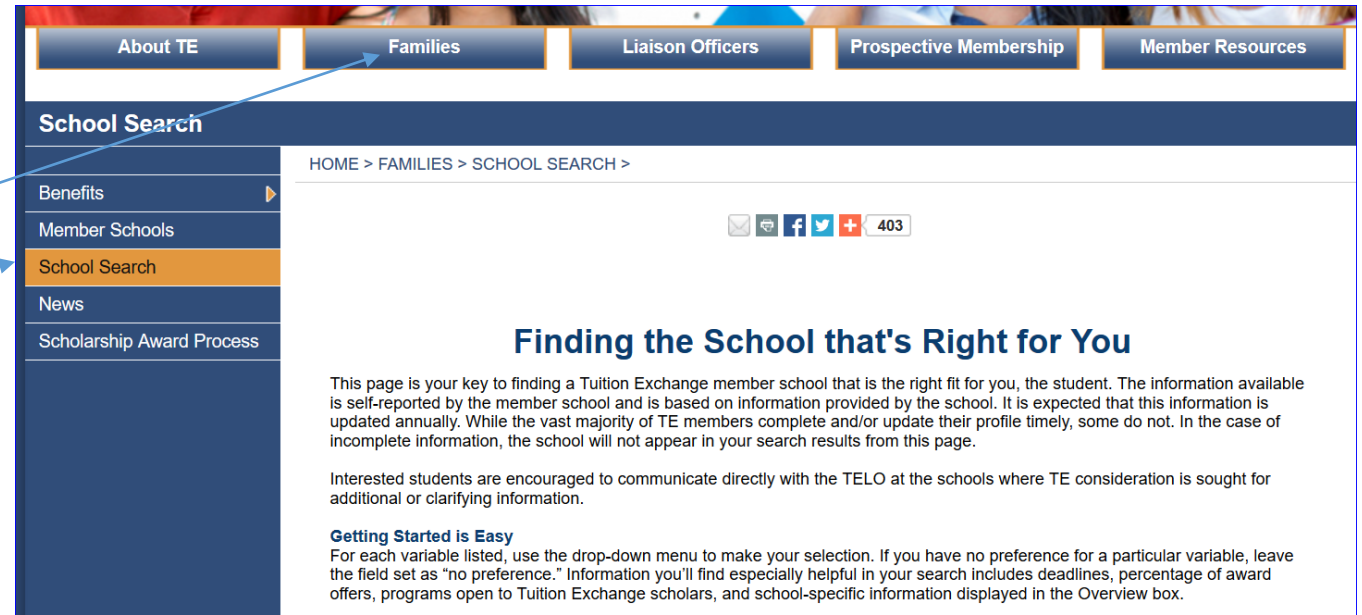 About TE
Families
Liaison Officers
Prospective Membership
Member Resources
School Search
HOME > FAMILIES > SCHOOL SEARCH >
Benefits
Member Schools
School Search
News
Scholarship Award Process
403
Finding the School that's Right for You
This page is your key to finding a Tuition Exchange member school that is the right fit for you, the student. The information available
is self-reported by the member school and is based on information provided by the school. It is expected that this information is
updated annually. While the vast majority of TE members complete and/or update their profile timely, some do not. In the case of
incomplete information, the school will not appear in your search results from this page.
Interested students are encouraged to communicate directly with the TELO at the schools where TE consideration is sought for
additional or clarifying information.
Getting Started is Easy
For each variable listed, use the drop-down menu to make your selection. If you have no preference for a particular variable, leave
the field set as “no preference.” Information you’ll find especially helpful in your search includes deadlines, percentage of award
offers, programs open to Tuition Exchange scholars, and school-specific information displayed in the Overview box.